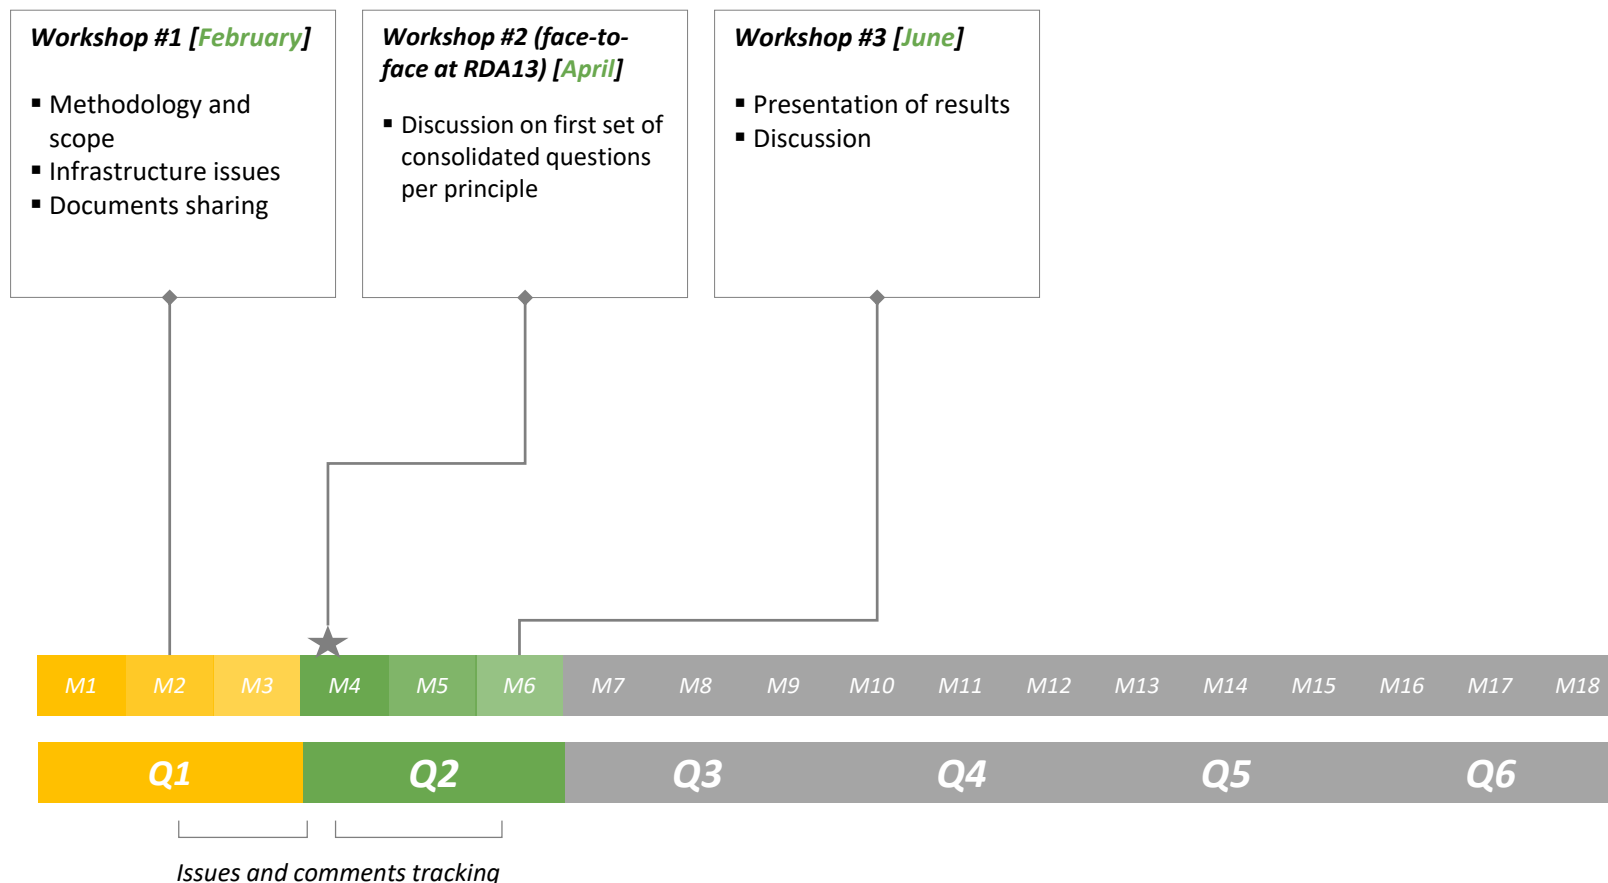 Workshop #1 [February]
▪ Methodology and
scope
▪ Infrastructure issues
▪ Documents sharing
Workshop #2 (face-to-
face at RDA13) [April]
▪ Discussion on first set of
consolidated questions
per principle
Workshop #3 [June]
▪ Presentation of results
▪ Discussion
M1 M2 M3 M4 M5 M6 M7 M8 M9 M10 M11 M12 M13 M14 M15 M16 M17 M18
Q1 Q2 Q3 Q4 Q5 Q6
Issues and comments tracking